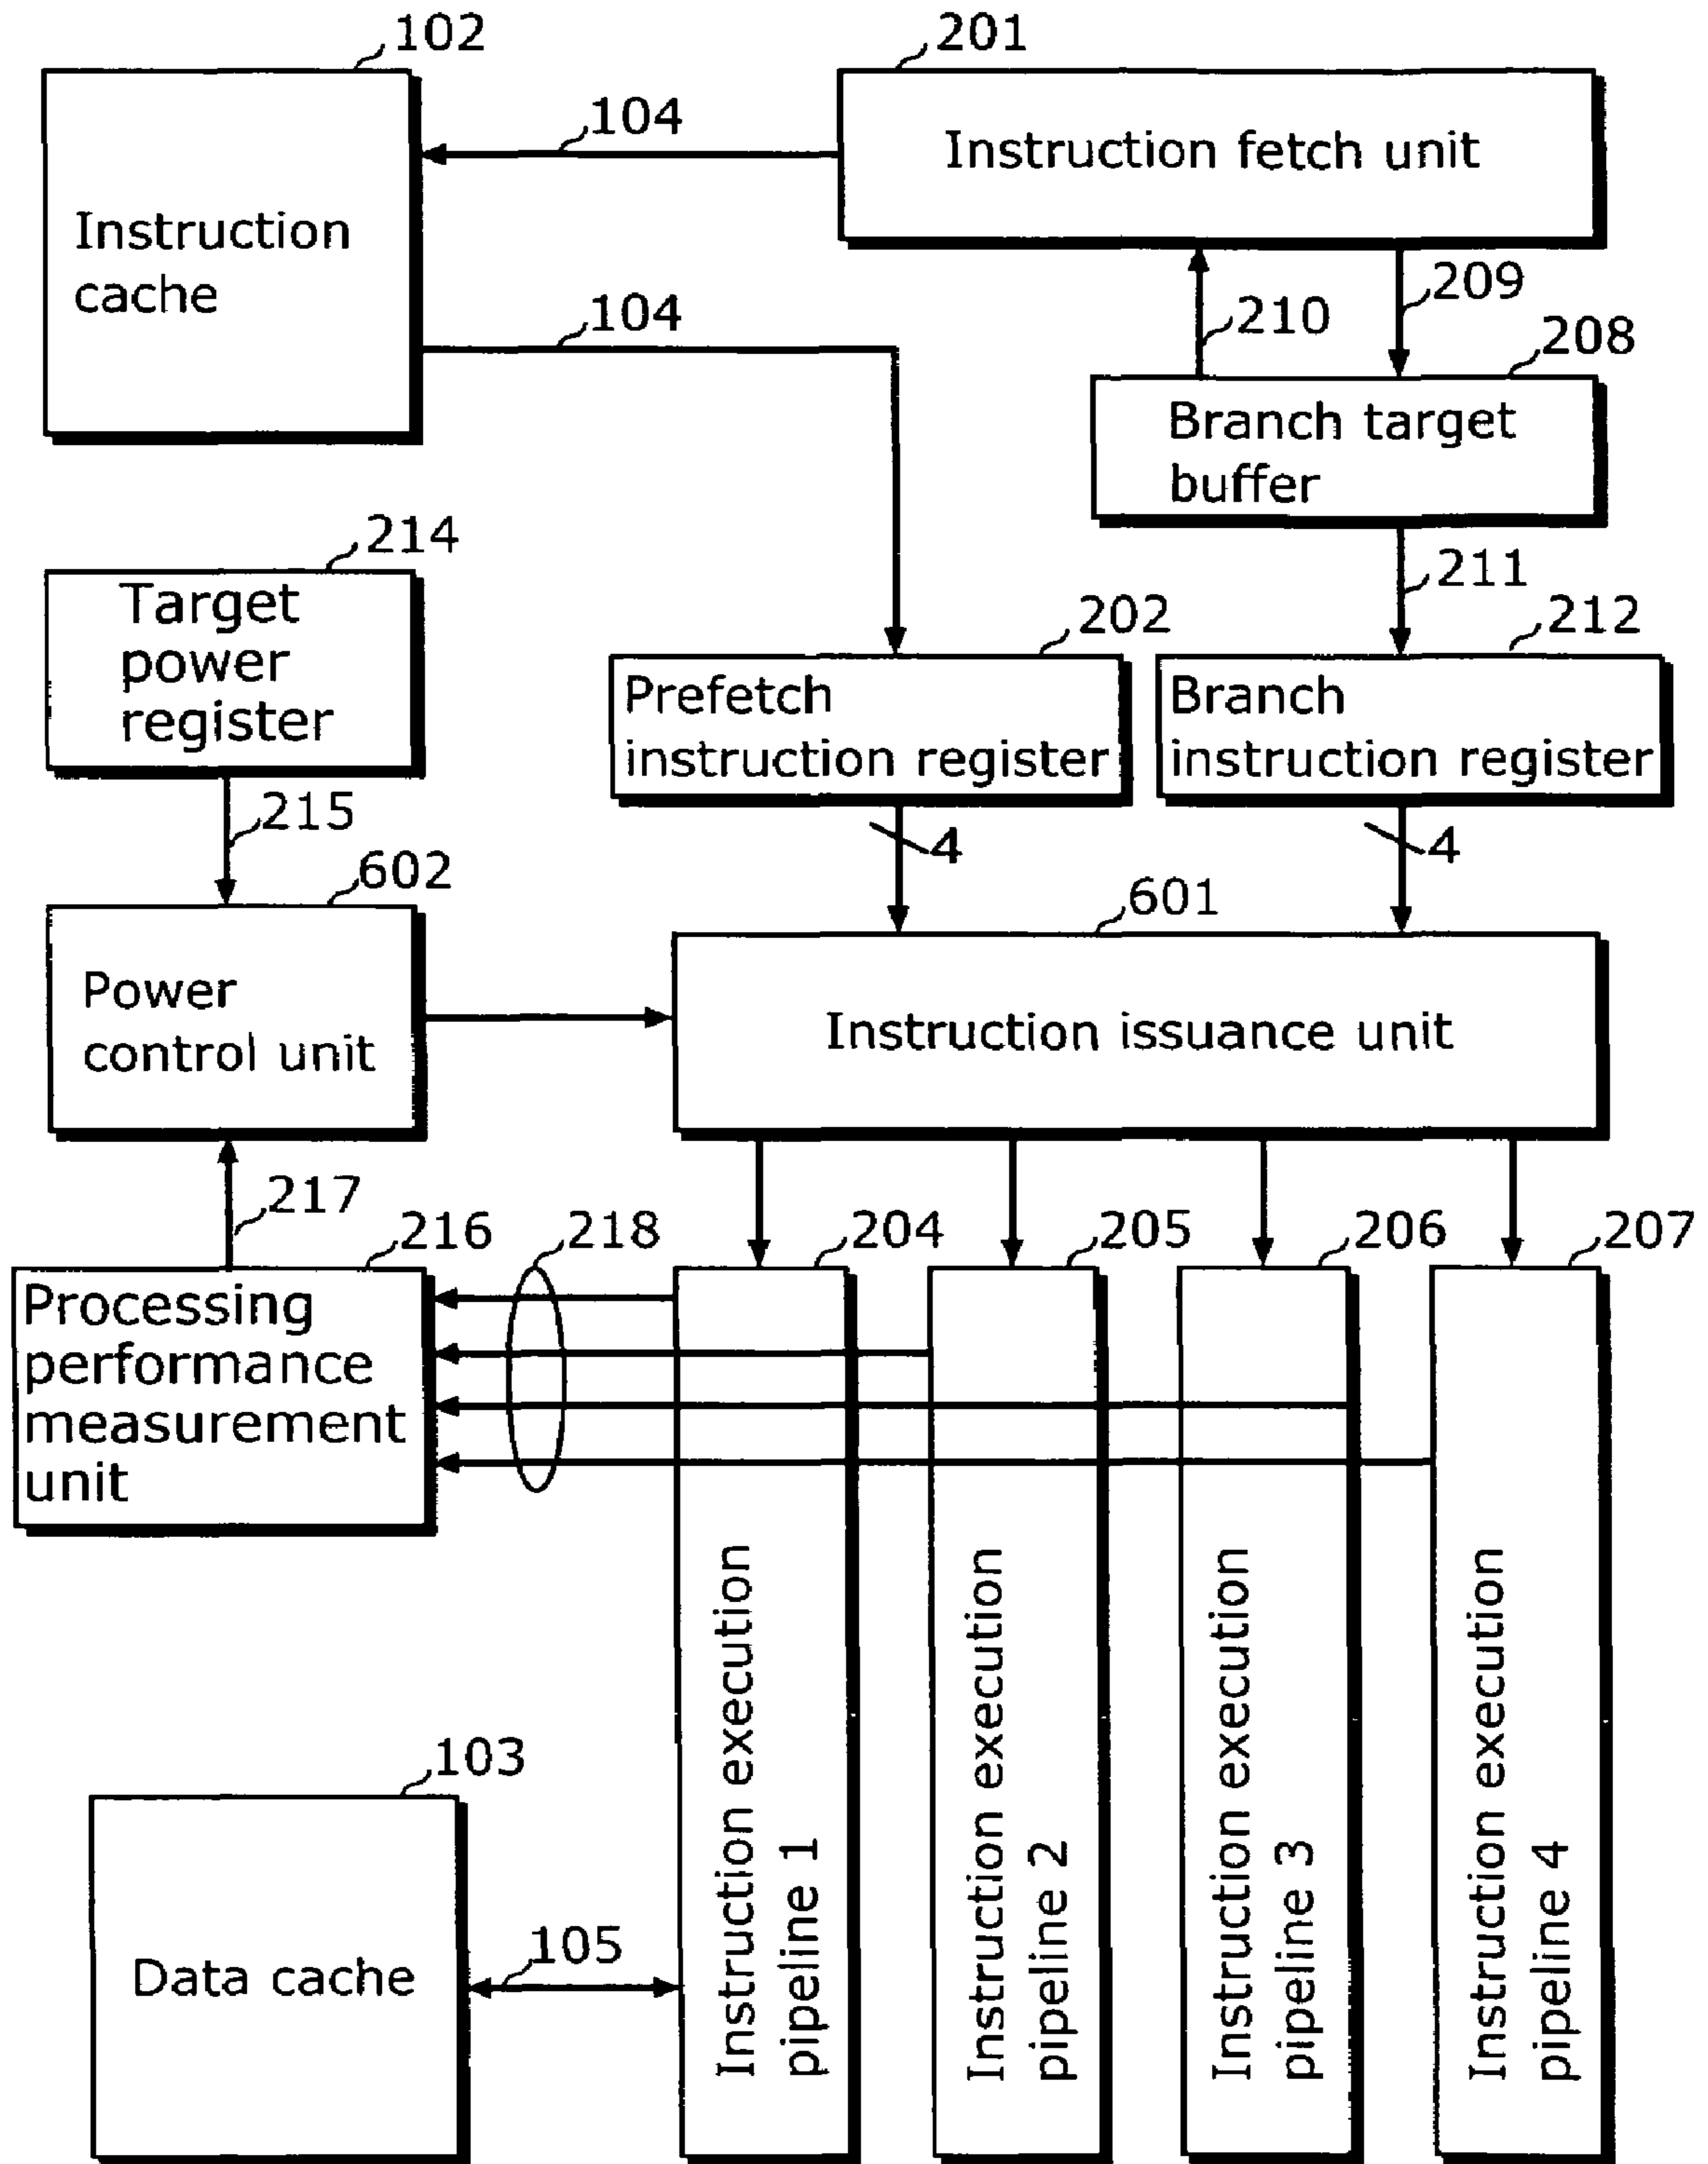 102
201
104
Instruction fetch unit
Instruction
cache
104
210
209
208
Branch target
buffer
214
Target
power
register
211
202
212
Prefetch
instruction register
Branch
instruction register
215
4
4
602
601
Power
control unit
Instruction issuance unit
217
216
218
204
205
206
207
Processing
performance
measurement
unit
Instruction execution
pipeline 1
Instruction execution
pipeline 2
Instruction execution
pipeline 3
Instruction execution
pipeline 4
103
105
Data cache